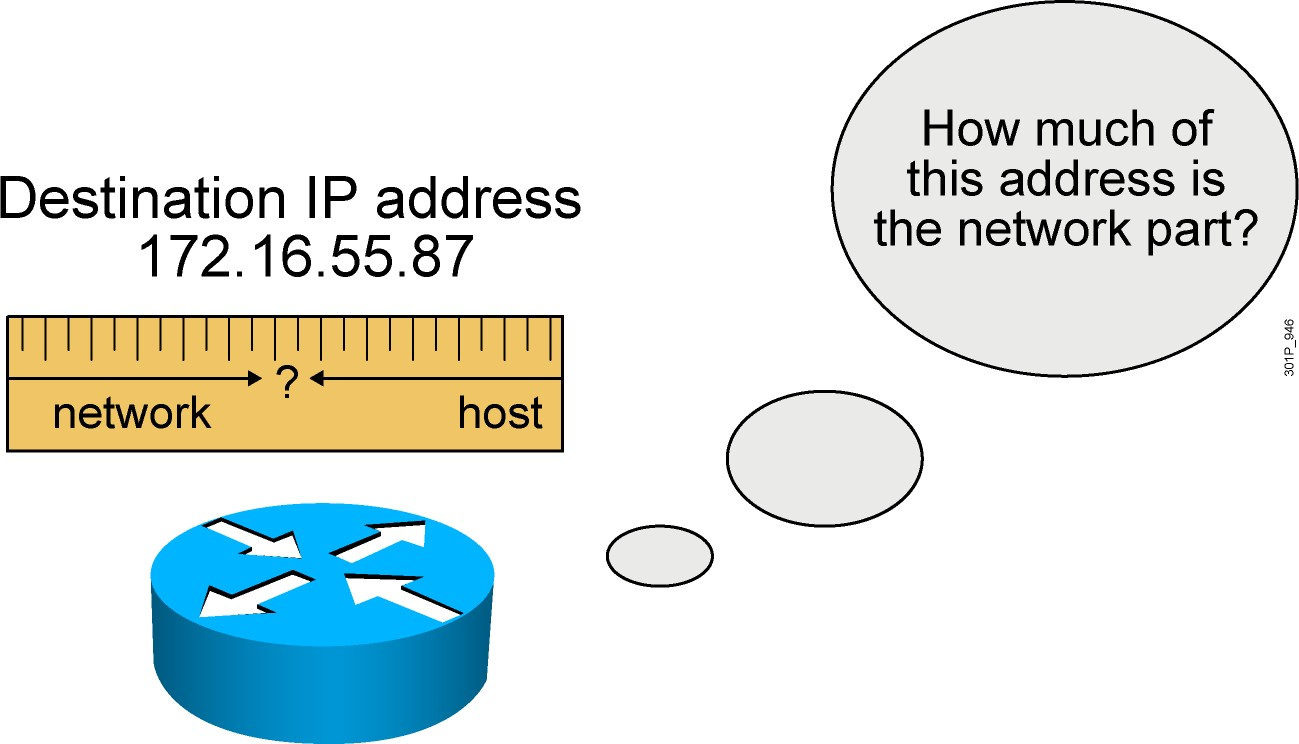 How much of
this address is
the network part?
Destination IP address
172.16.55.87
?
network
host
301P_946